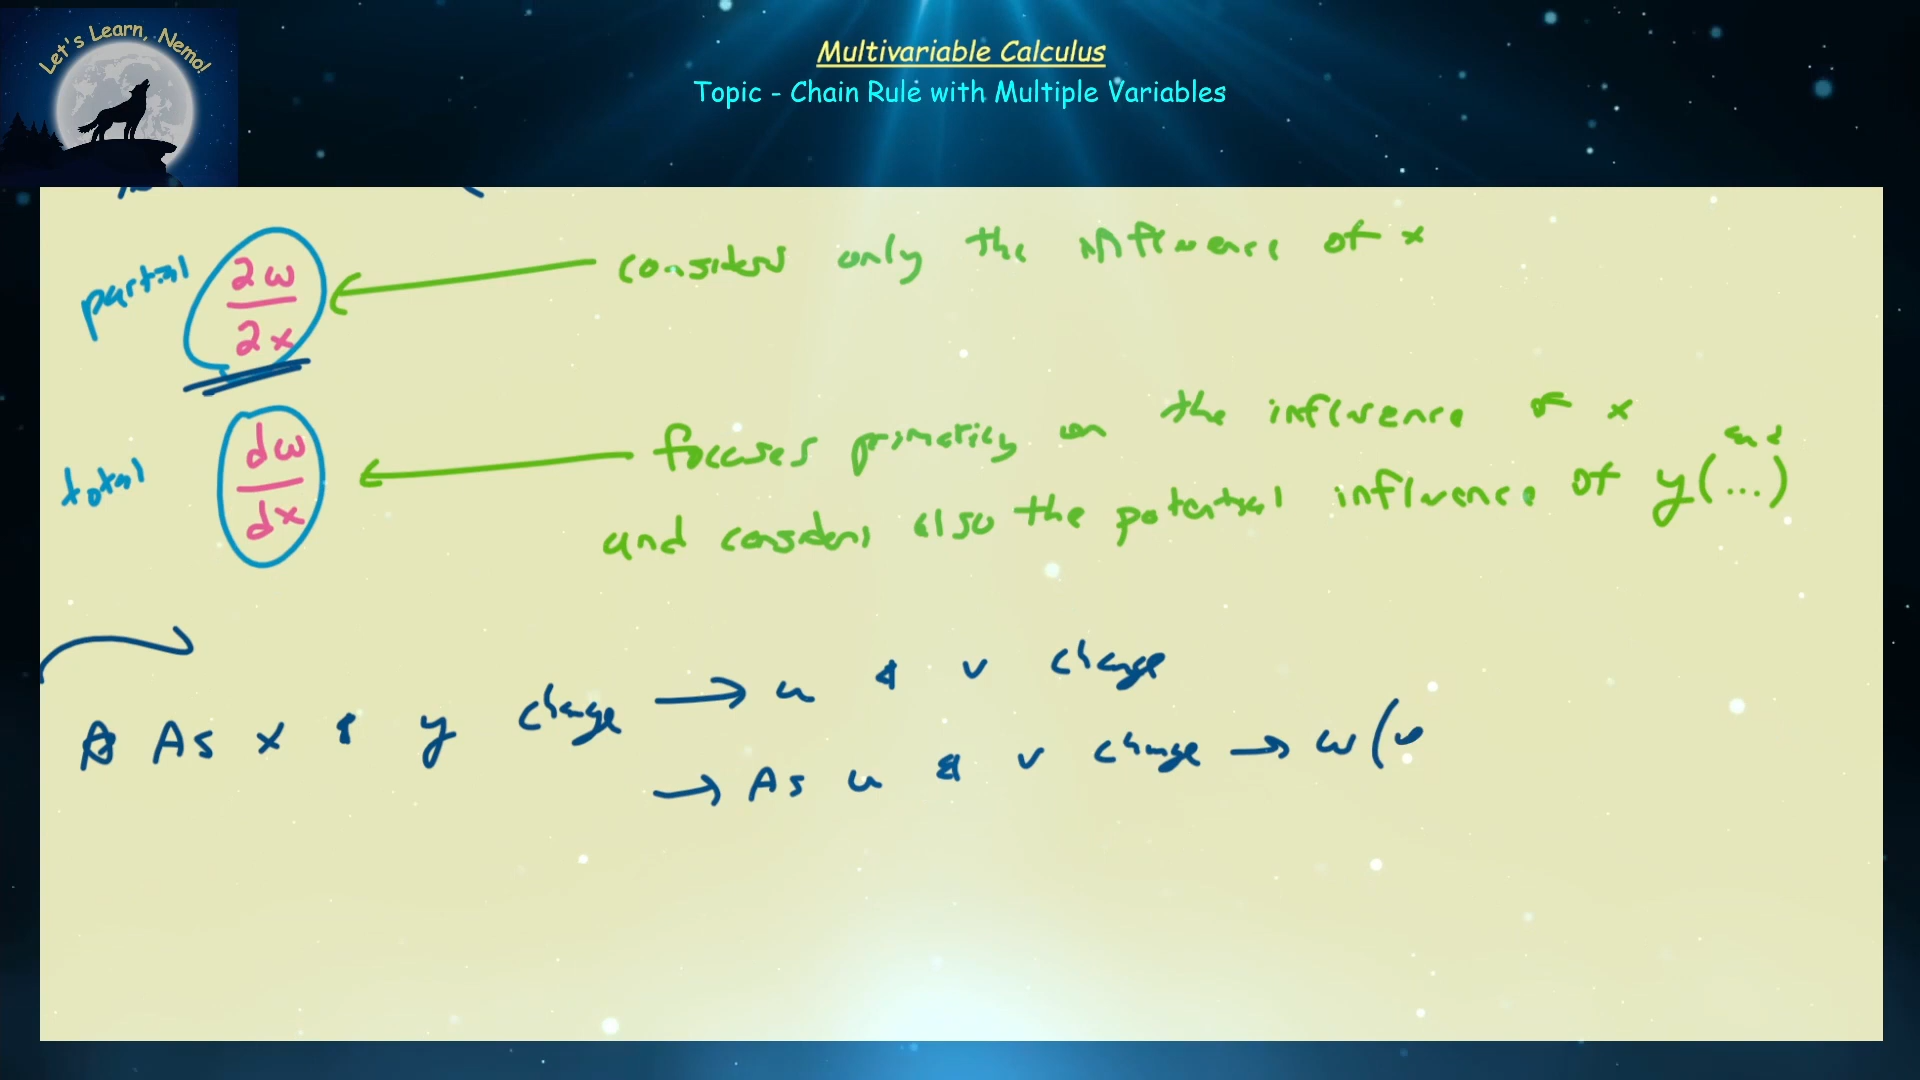 Let's Learn, Nemo!
Multivariable Calculus
Topic - Chain Rule with Multiple Variables
partial ∂w/∂x ← considers only the influence of x
total dw/dx ← focuses primarily on the influence of x
and considers also the potential influence of y (and ...)
As x & y change → u & v change
→ As u & v change → w (